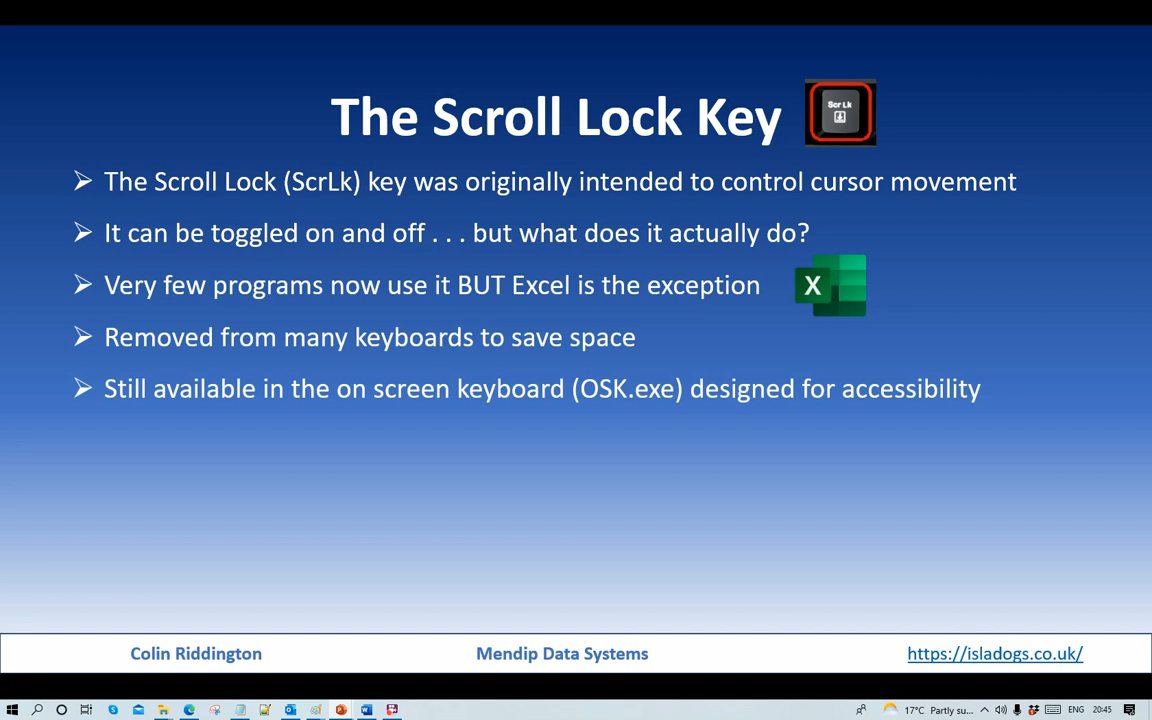 The Scroll Lock Key
Scr Lk
The Scroll Lock (ScrLk) key was originally intended to control cursor movement
It can be toggled on and off . . . but what does it actually do?
Very few programs now use it BUT Excel is the exception
X
Removed from many keyboards to save space
Still available in the on screen keyboard (OSK.exe) designed for accessibility
Colin Riddington
Mendip Data Systems
https://isladogs.co.uk/
17°C Partly su...
ENG
20:45